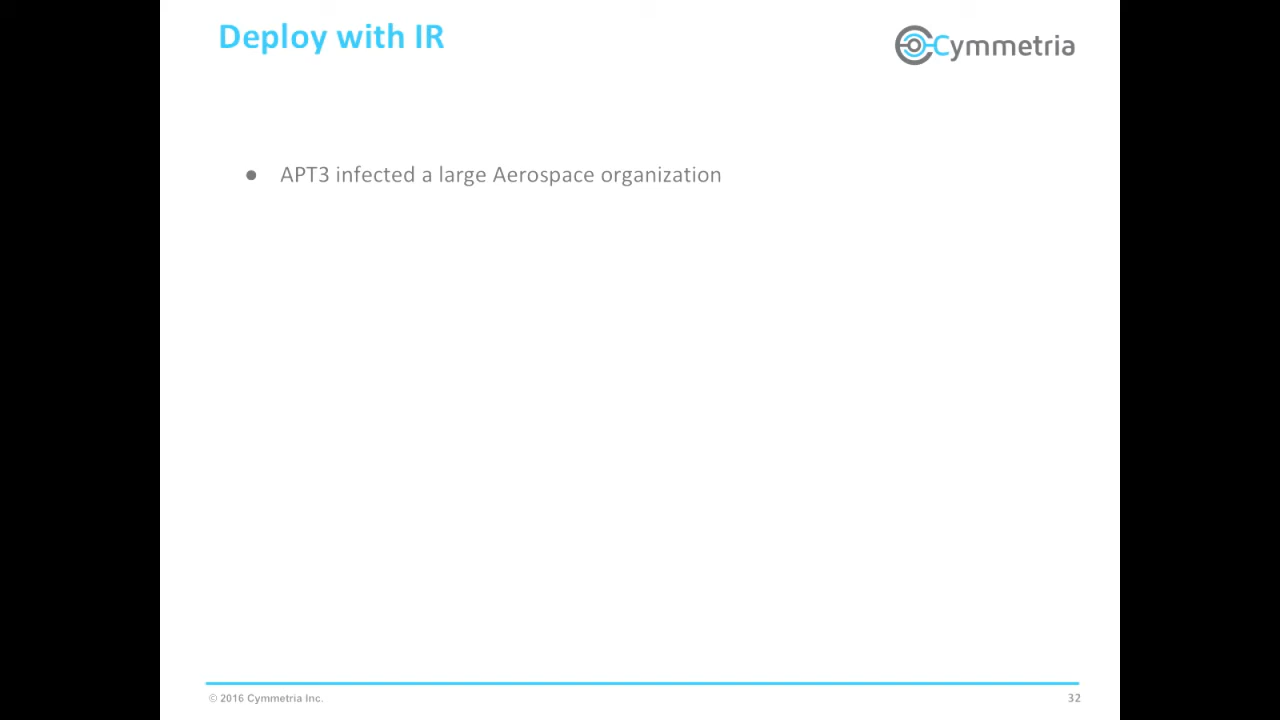 Deploy with IR
Cymmetria
● APT3 infected a large Aerospace organization
© 2016 Cymmetria Inc.
32